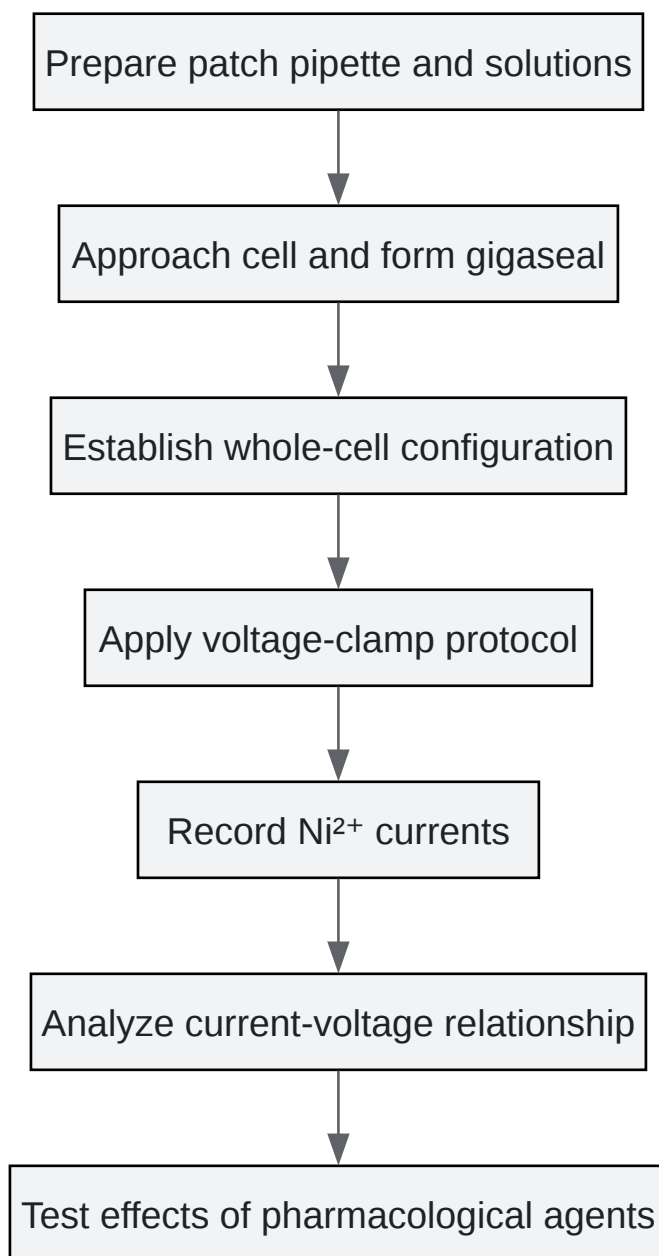 Prepare patch pipette and solutions
Approach cell and form gigaseal
Establish whole-cell configuration
Apply voltage-clamp protocol
Record Ni²⁺ currents
Analyze current-voltage relationship
Test effects of pharmacological agents